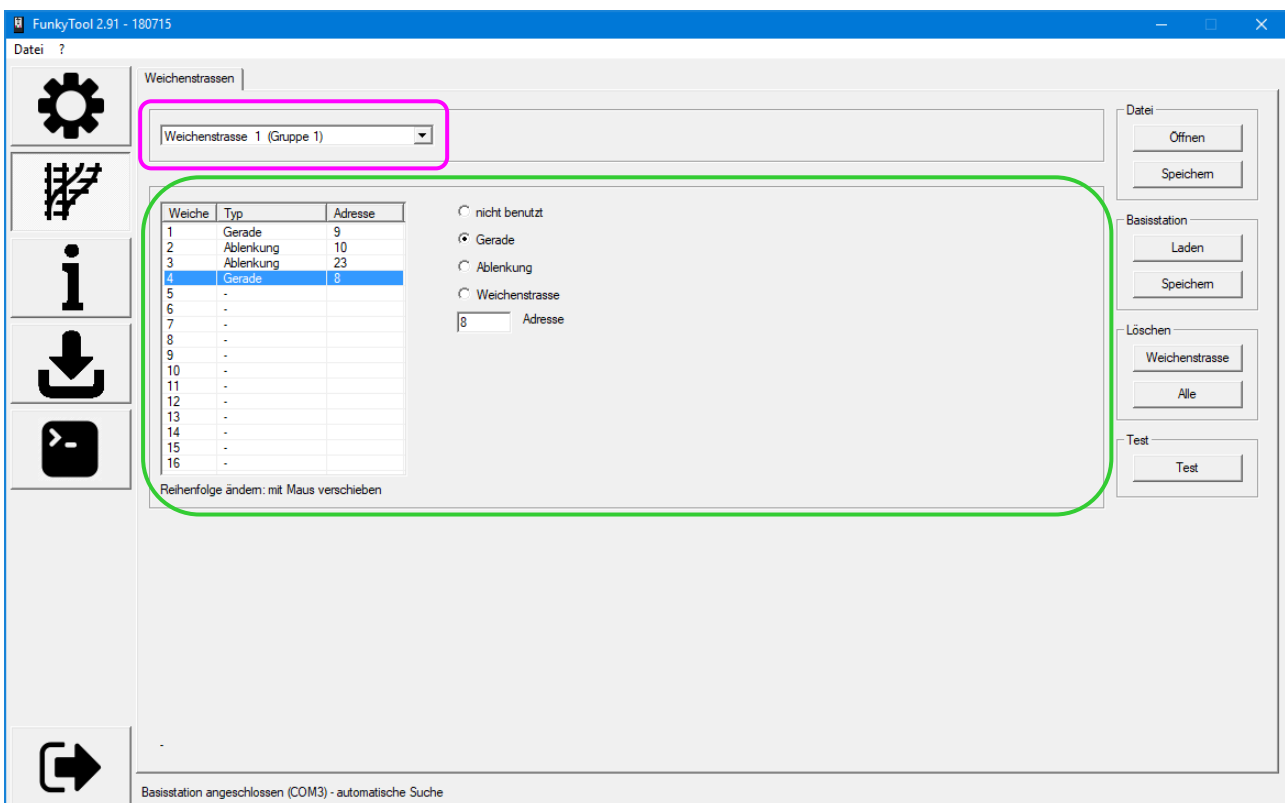 FunkyTool 2.91 - 180715
Datei ?
Weichenstrassen
Weichenstrasse 1 (Gruppe 1)
Weiche Typ Adresse
1 Gerade 9
2 Ablenkung 10
3 Ablenkung 23
4 Gerade 8
5 -
6 -
7 -
8 -
9 -
10 -
11 -
12 -
13 -
14 -
15 -
16 -
Reihenfolge ändern: mit Maus verschieben
nicht benutzt
Gerade
Ablenkung
Weichenstrasse
8 Adresse
Datei
Öffnen
Speichern
Basisstation
Laden
Speichern
Löschen
Weichenstrasse
Alle
Test
Test
-
Basisstation angeschlossen (COM3) - automatische Suche